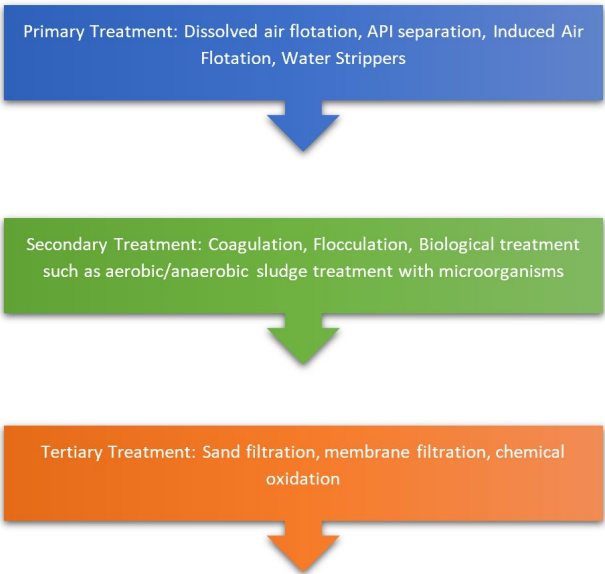 Primary Treatment: Dissolved air flotation, API separation, Induced Air
Flotation, Water Strippers
Secondary Treatment: Coagulation, Flocculation, Biological treatment
such as aerobic/anaerobic sludge treatment with microorganisms
Tertiary Treatment: Sand filtration, membrane filtration, chemical
oxidation